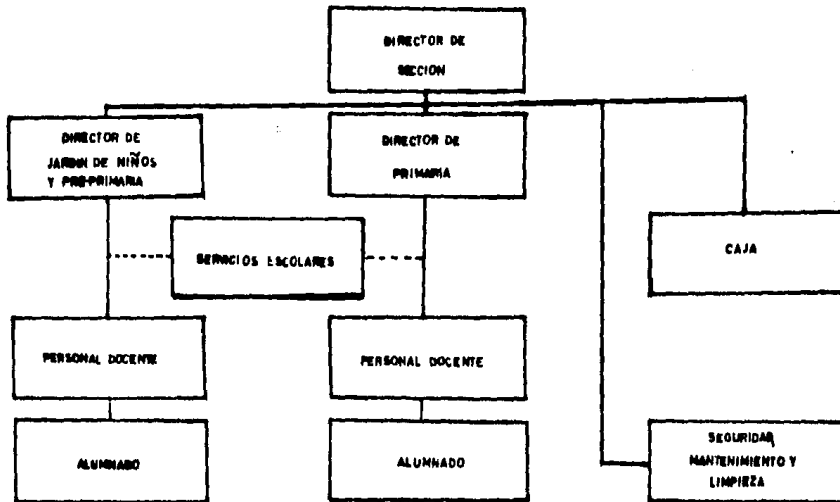 DIRECTOR DE
SECCION
DIRECTOR DE
JARDIN DE NIÑOS
Y PRE-PRIMARIA
DIRECTOR DE
PRIMARIA
SERVICIOS ESCOLARES
CAJA
PERSONAL DOCENTE
PERSONAL DOCENTE
ALUMNADO
ALUMNADO
SEGURIDAD,
MANTENIMIENTO Y
LIMPIEZA